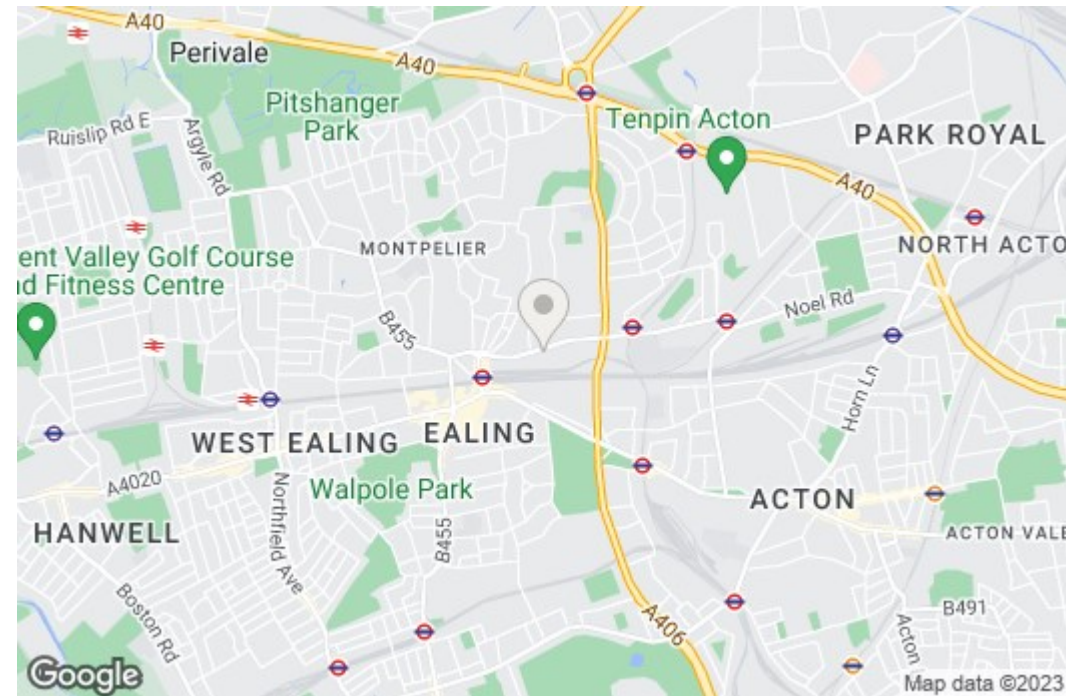 A40
Perivale
A40
Pitshanger
Park
Tenpin Acton
Ruislip Rd E
Argyle Rd
PARK ROYAL
A40
MONTPELIER
NORTH ACTO
ent Valley Golf Course
nd Fitness Centre
Noel Rd
B455
Horn Ln
WEST EALING
EALING
A4020
Walpole Park
Northfield Ave
ACTON
HANWELL
B455
ACTON VALE
Boston Rd
A406
B491
Acton
Google
Map data ©2023